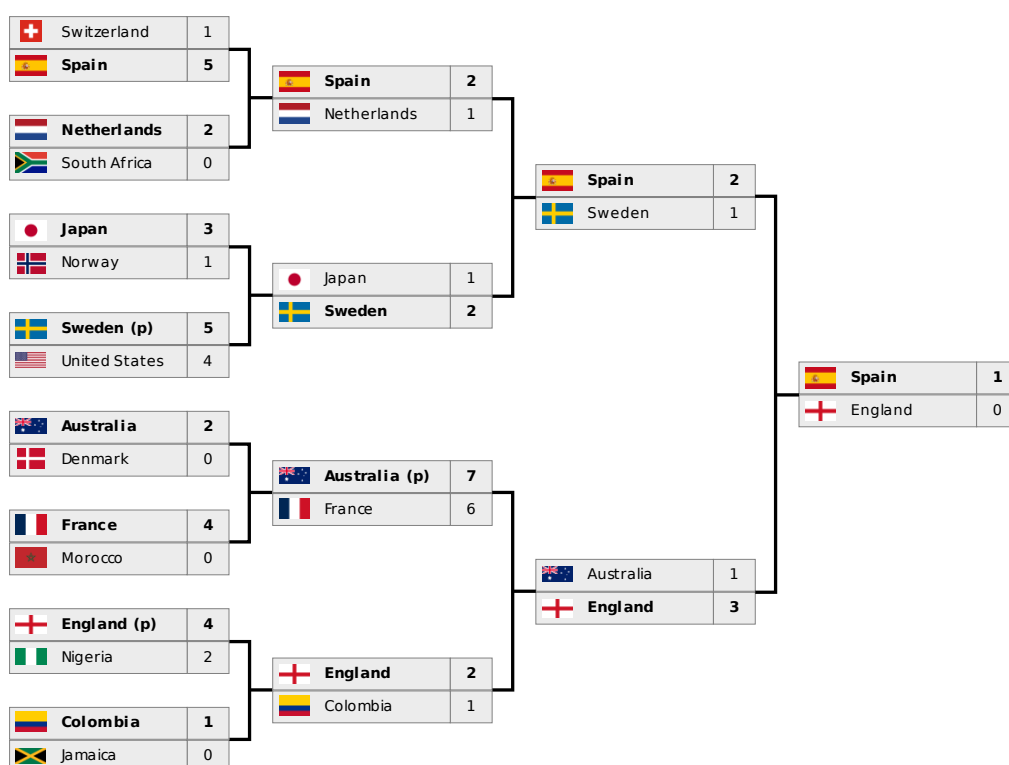 Switzerland 1
Spain 5
Netherlands 2
South Africa 0
Japan 3
Norway 1
Sweden (p) 5
United States 4
Australia 2
Denmark 0
France 4
Morocco 0
England (p) 4
Nigeria 2
Colombia 1
Jamaica 0
Spain 2
Netherlands 1
Japan 1
Sweden 2
Australia (p) 7
France 6
England 2
Colombia 1
Spain 2
Sweden 1
Australia 1
England 3
Spain 1
England 0